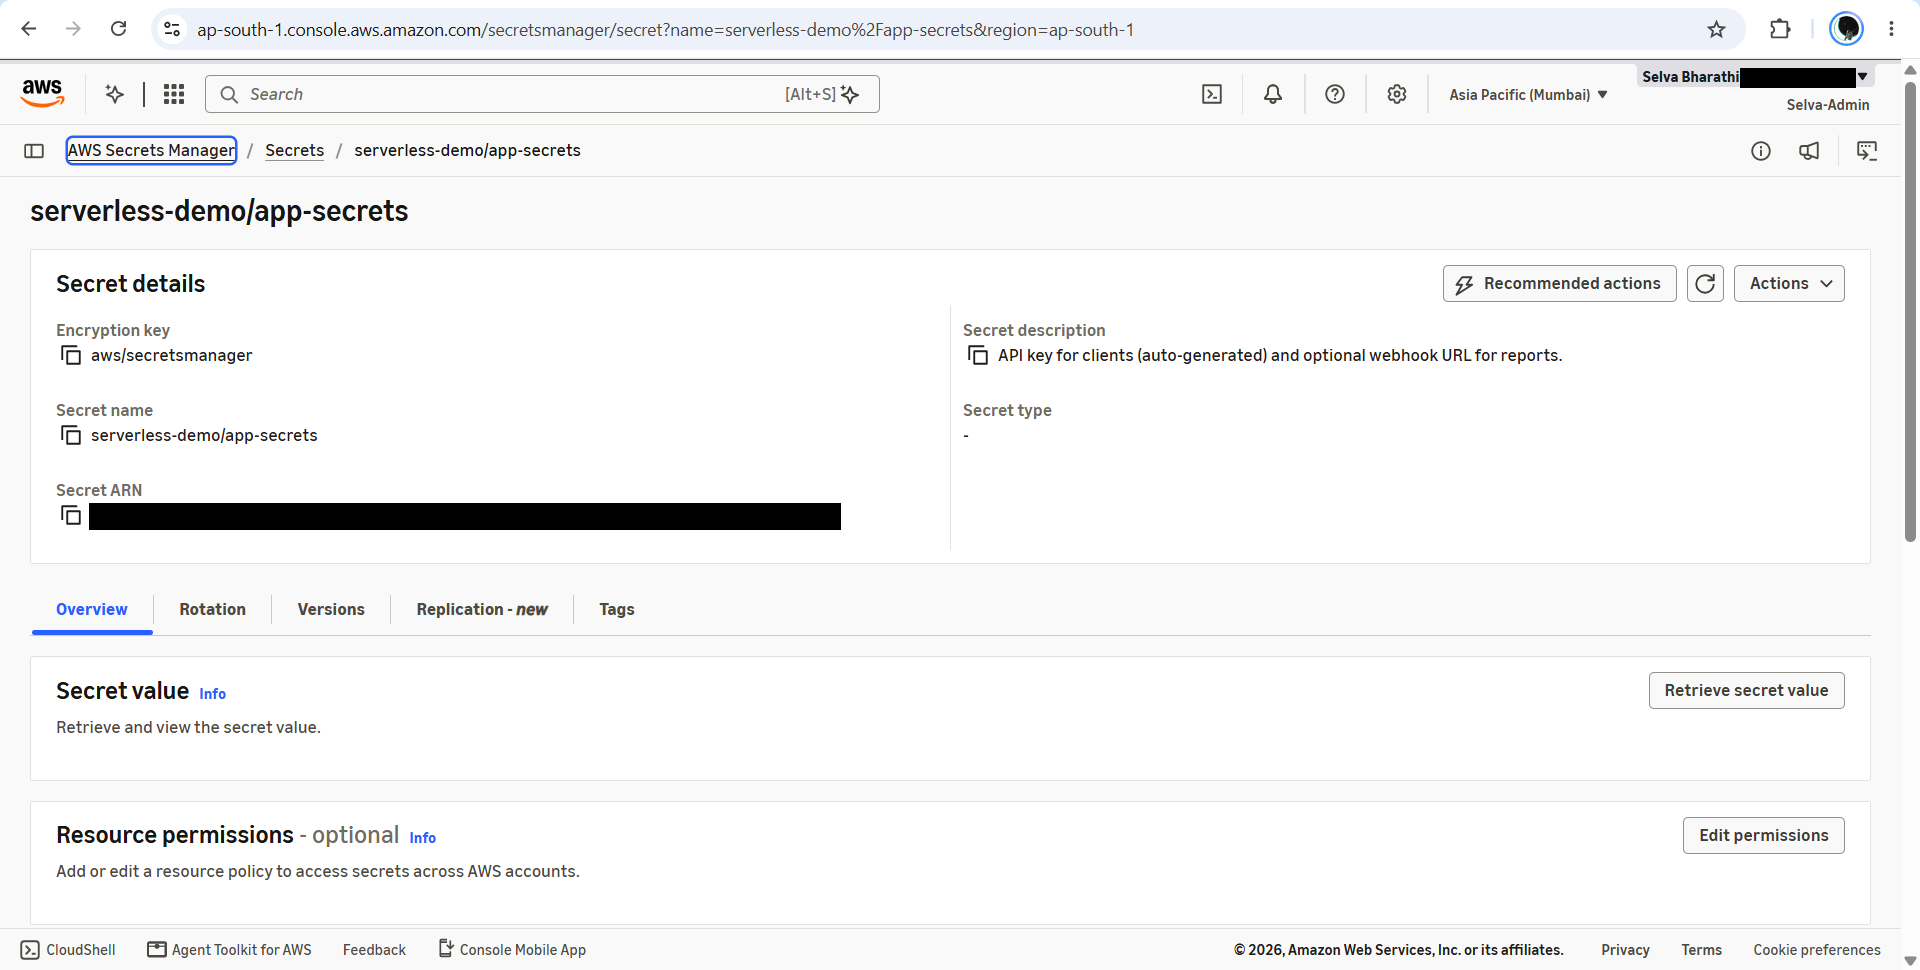 ap-south-1.console.aws.amazon.com/secretsmanager/secret?name=serverless-demo%2Fapp-secrets&region=ap-south-1
aws
Search [Alt+S]
Asia Pacific (Mumbai)
Selva Bharathi
Selva-Admin
AWS Secrets Manager / Secrets / serverless-demo/app-secrets
serverless-demo/app-secrets
Secret details
Recommended actions
Actions
Encryption key
aws/secretsmanager
Secret description
API key for clients (auto-generated) and optional webhook URL for reports.
Secret name
serverless-demo/app-secrets
Secret type
-
Secret ARN
Overview
Rotation
Versions
Replication - new
Tags
Secret value Info
Retrieve secret value
Retrieve and view the secret value.
Resource permissions - optional Info
Edit permissions
Add or edit a resource policy to access secrets across AWS accounts.
CloudShell
Agent Toolkit for AWS
Feedback
Console Mobile App
© 2026, Amazon Web Services, Inc. or its affiliates.
Privacy
Terms
Cookie preferences